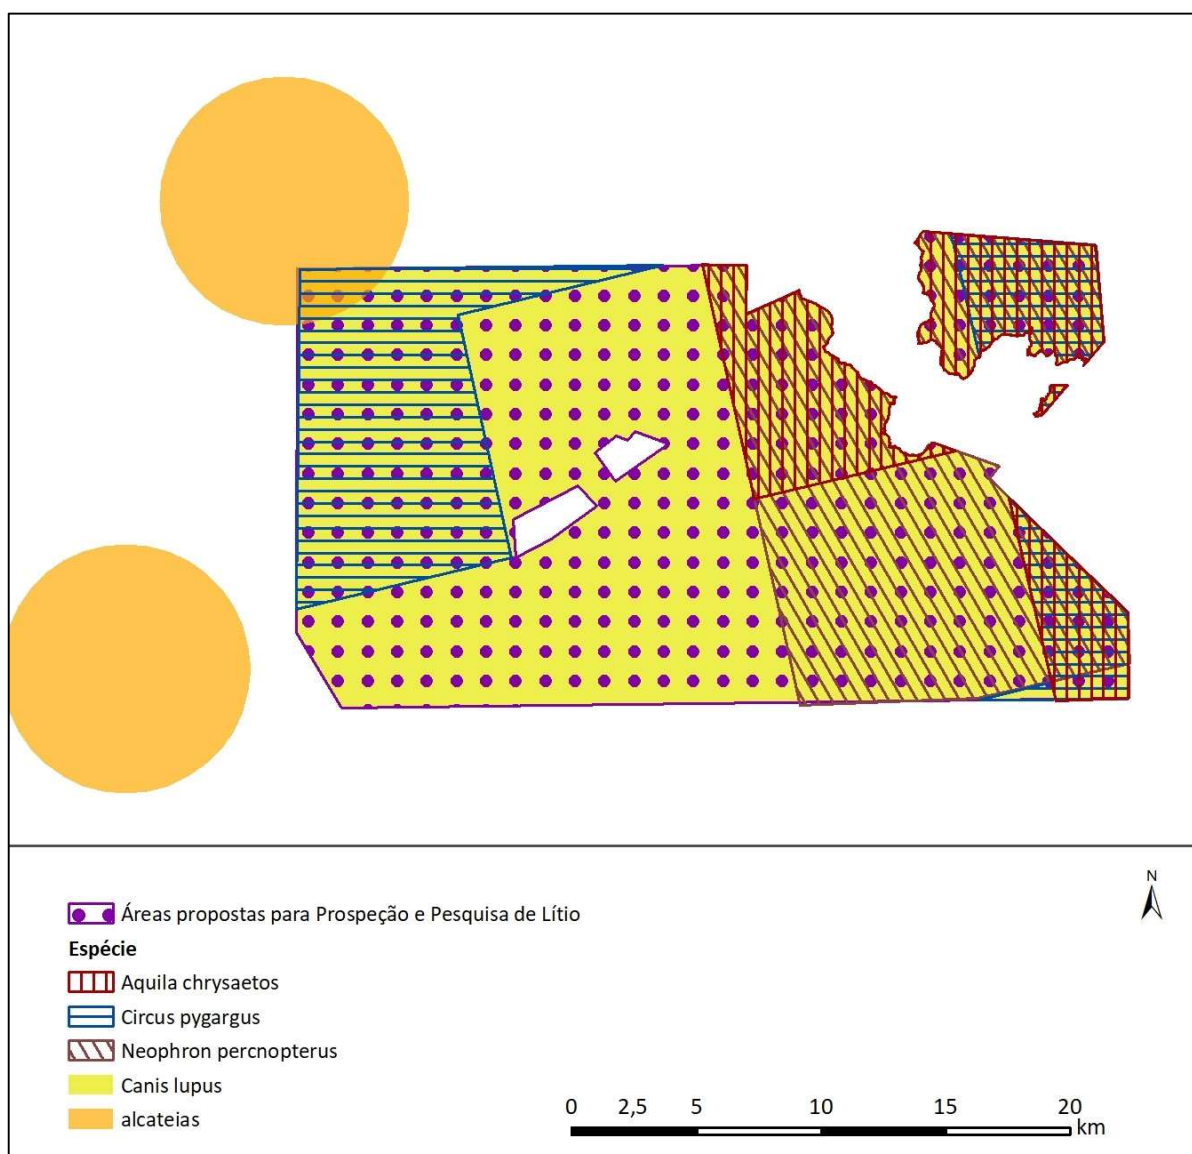 N
Áreas propostas para Prospeção e Pesquisa de Lítio
Espécie
Aquila chrysaetos
Circus pygargus
Neophron percnopterus
Canis lupus
alcateias
0 2,5 5 10 15 20
km